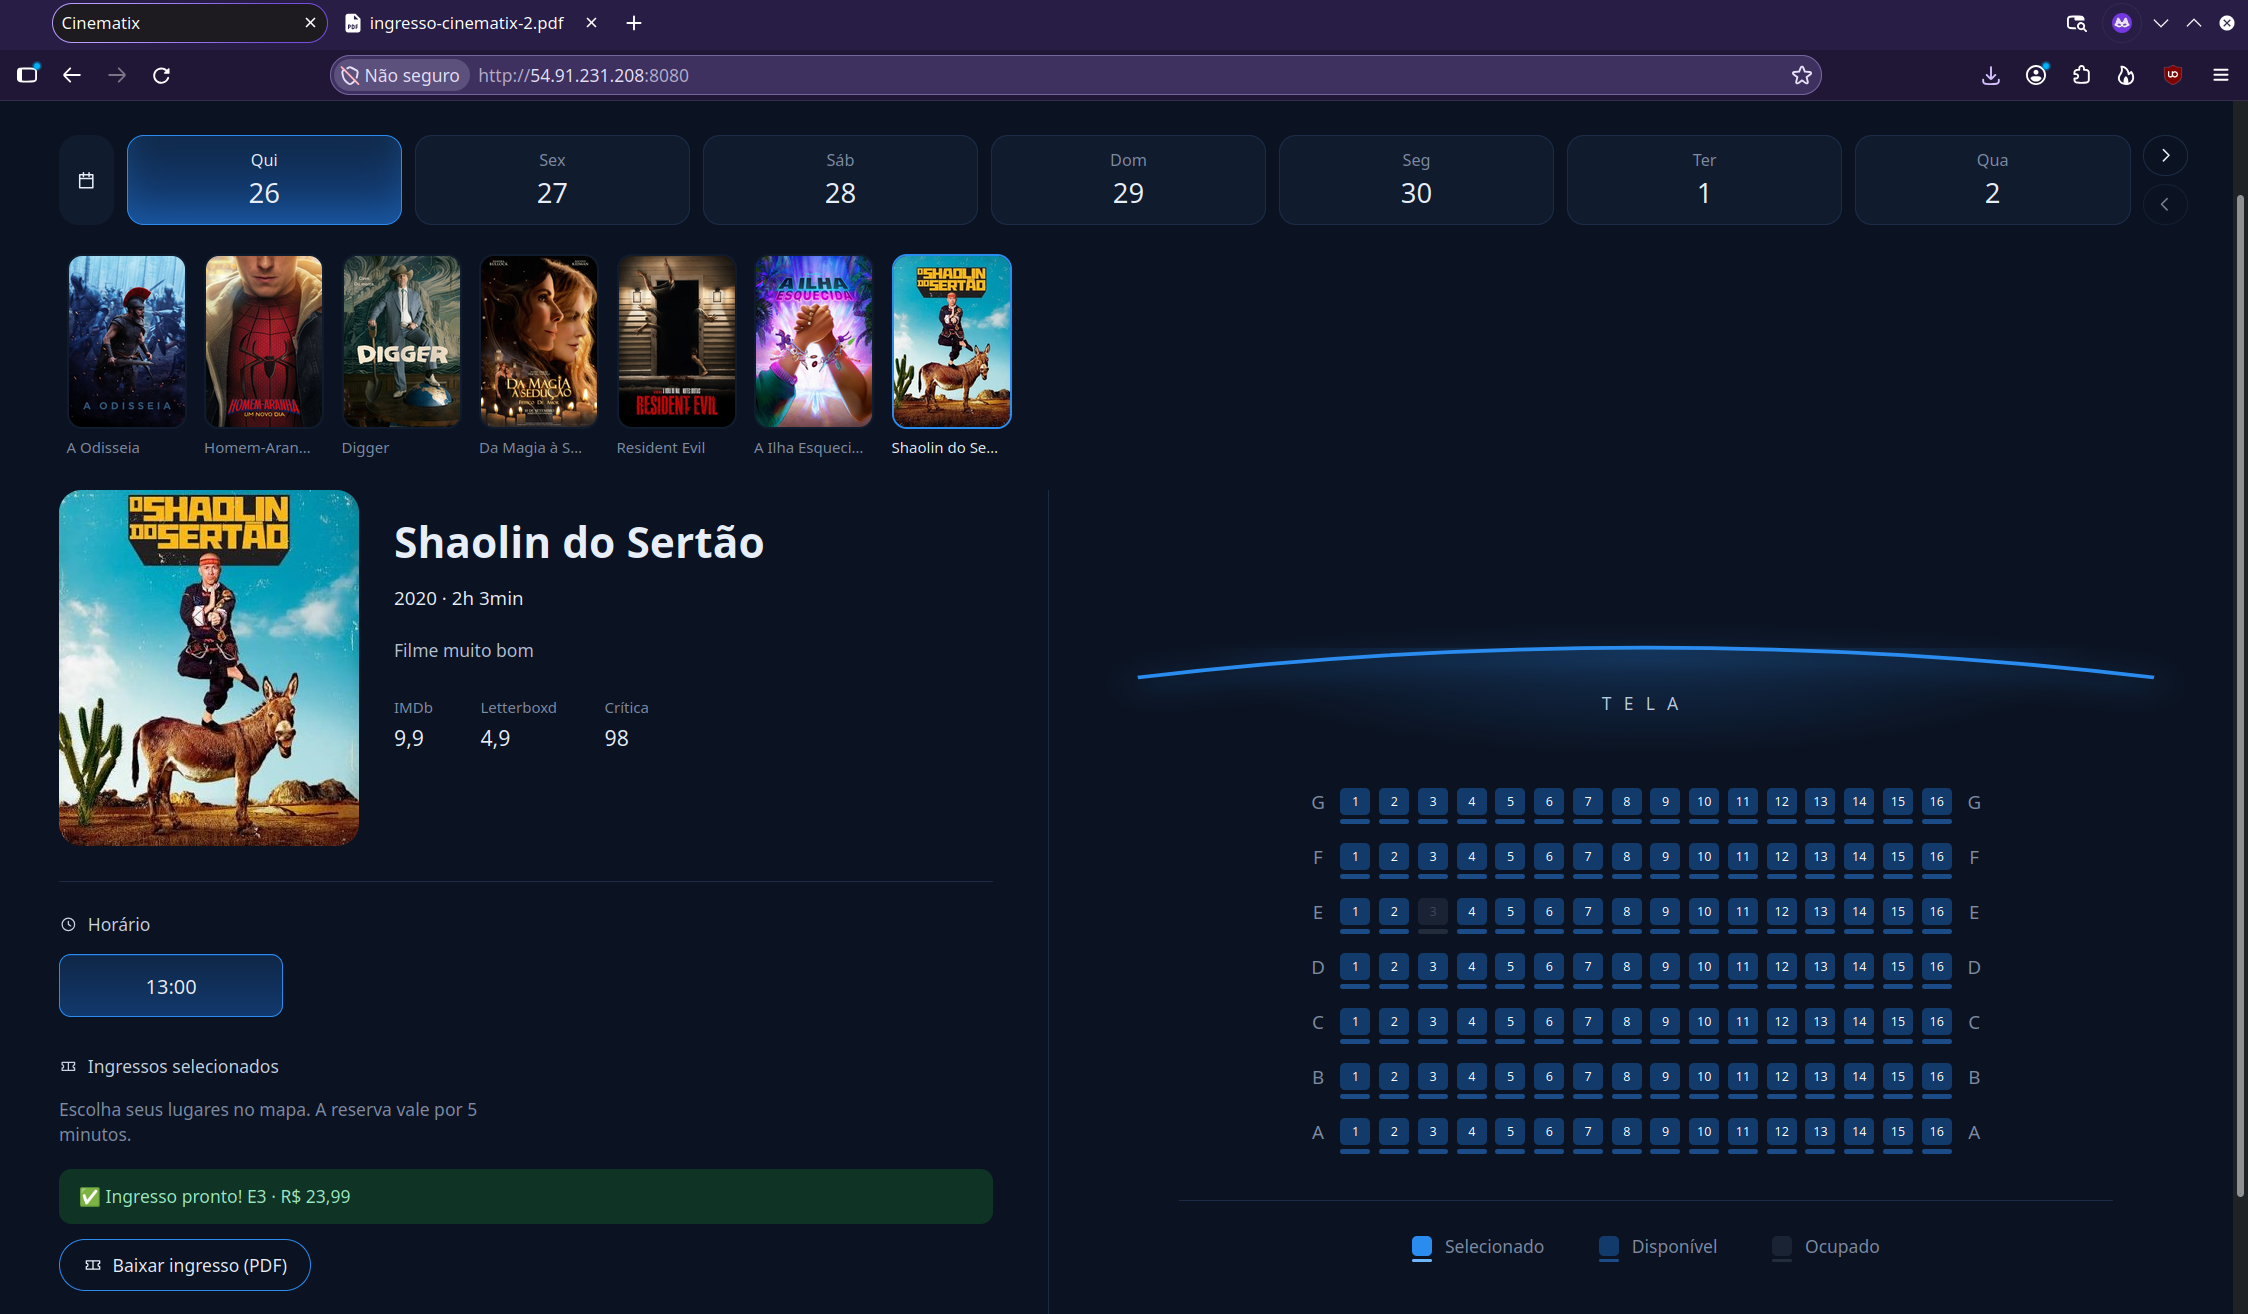 Cinematix
ingresso-cinematix-2.pdf
Não seguro
http://54.91.231.208:8080
Qui
26
Sex
27
Sáb
28
Dom
29
Seg
30
Ter
1
Qua
2
A ODISSEIA
HOMEM-ARANHA
UM NOVO DIA
DIGGER
DA MAGIA
À SEDUÇÃO
RESIDENT EVIL
A ILHA
ESQUECIDA
O SHAOLIN
DO SERTÃO
A Odisseia
Homem-Aran...
Digger
Da Magia à S...
Resident Evil
A Ilha Esqueci...
Shaolin do Se...
O SHAOLIN
DO SERTÃO
Shaolin do Sertão
2020 · 2h 3min
Filme muito bom
IMDb Letterboxd Crítica
9,9 4,9 98
Horário
13:00
Ingressos selecionados
Escolha seus lugares no mapa. A reserva vale por 5
minutos.
✅ Ingresso pronto! E3 · R$ 23,99
Baixar ingresso (PDF)
TELA
G 1 2 3 4 5 6 7 8 9 10 11 12 13 14 15 16 G
F 1 2 3 4 5 6 7 8 9 10 11 12 13 14 15 16 F
E 1 2 3 4 5 6 7 8 9 10 11 12 13 14 15 16 E
D 1 2 3 4 5 6 7 8 9 10 11 12 13 14 15 16 D
C 1 2 3 4 5 6 7 8 9 10 11 12 13 14 15 16 C
B 1 2 3 4 5 6 7 8 9 10 11 12 13 14 15 16 B
A 1 2 3 4 5 6 7 8 9 10 11 12 13 14 15 16 A
Selecionado Disponível Ocupado